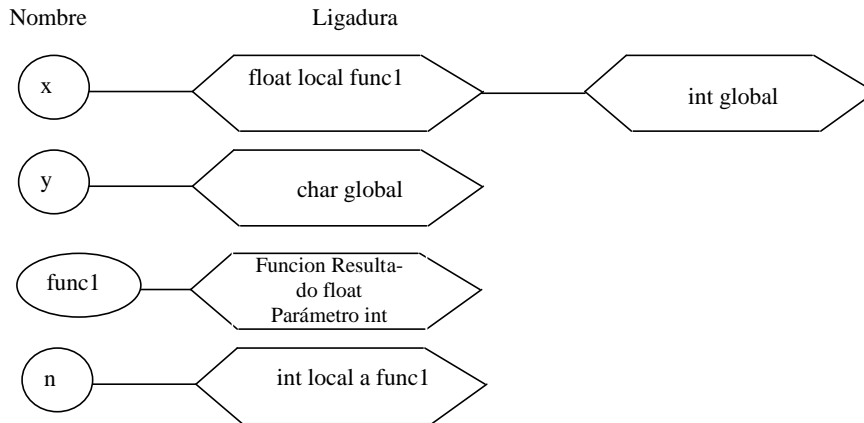 Nombre
Ligadura
x
float local func1
int global
y
char global
func1
Funcion Resulta-
do float
Parámetro int
n
int local a func1